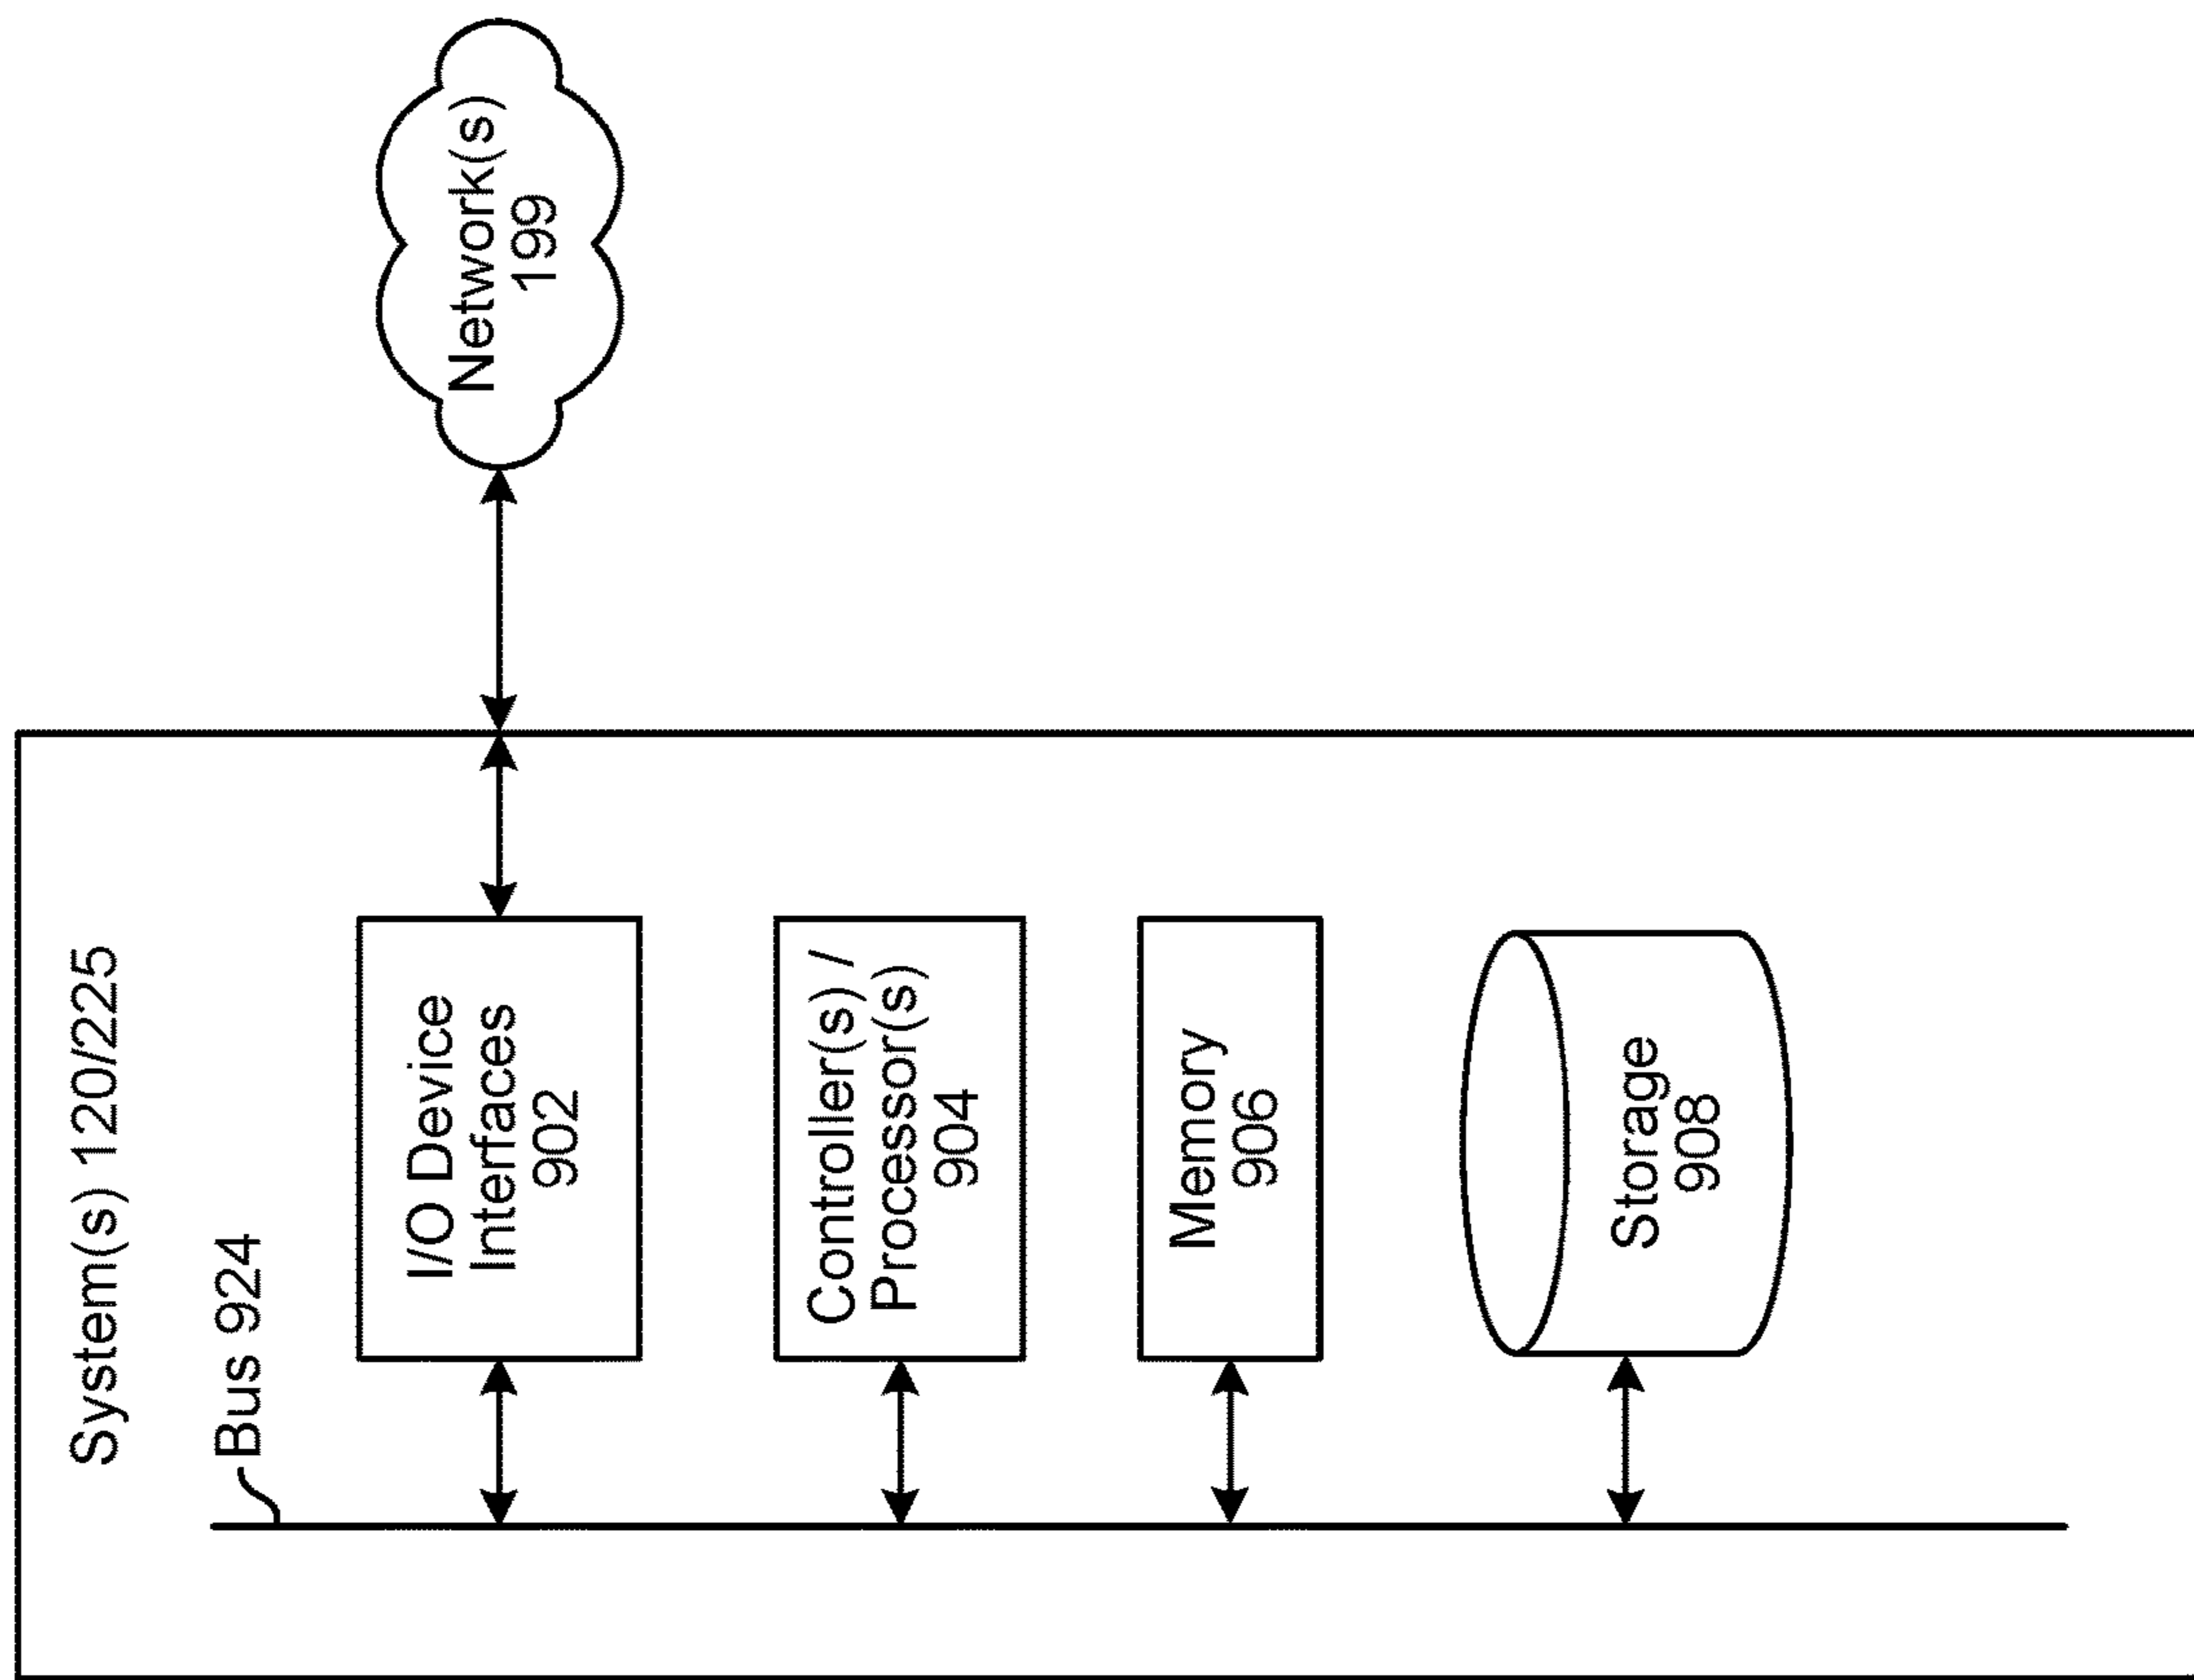 System(s) 120/225
Bus 924
I/O Device
Interfaces
902
Controller(s) /
Processor(s)
904
Memory
906
Storage
908
Network(s)
199